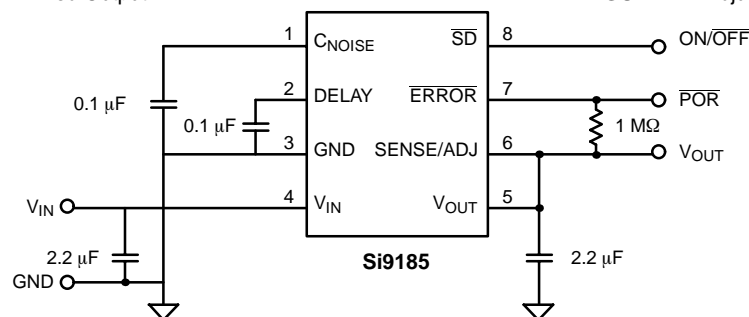 1 C_NOISE SD 8 ON/OFF
2 DELAY ERROR 7 POR
0.1 μF 0.1 μF 1 MΩ
3 GND SENSE/ADJ 6 V_OUT
V_IN 4 V_IN V_OUT 5
2.2 μF Si9185 2.2 μF
GND